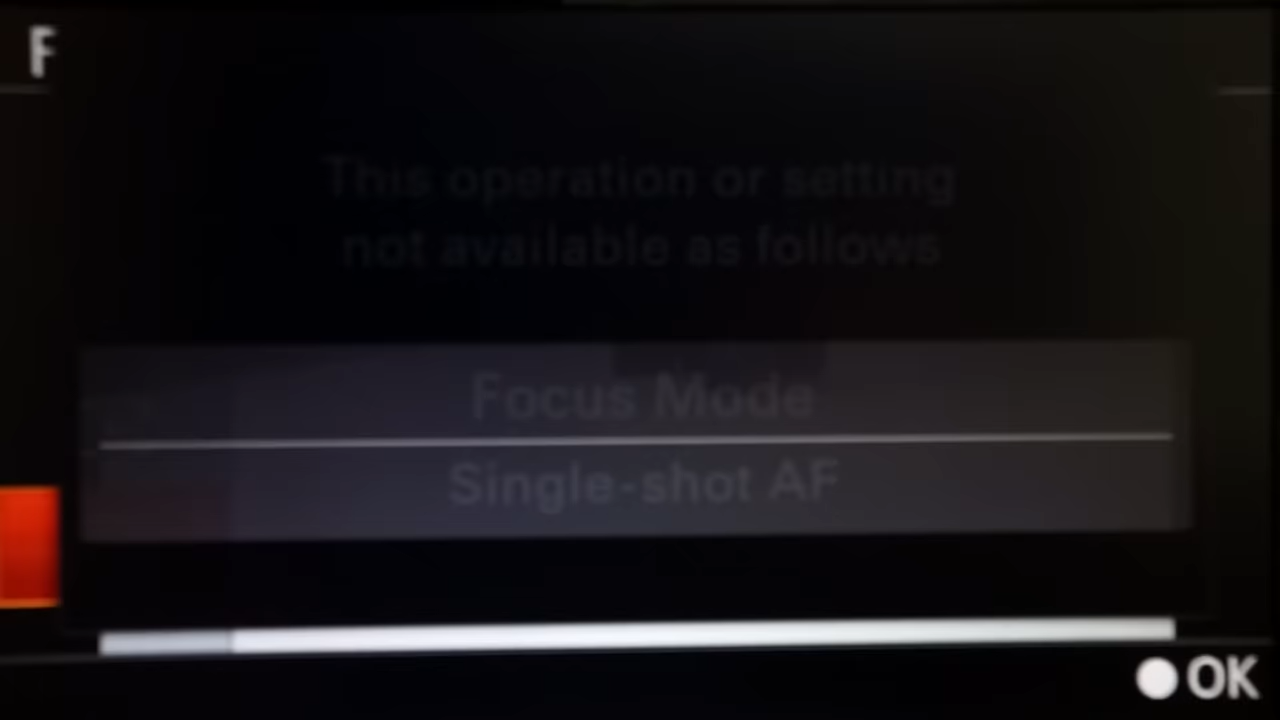 F
This operation or setting
not available as follows
Focus Mode
Single-shot AF
OK